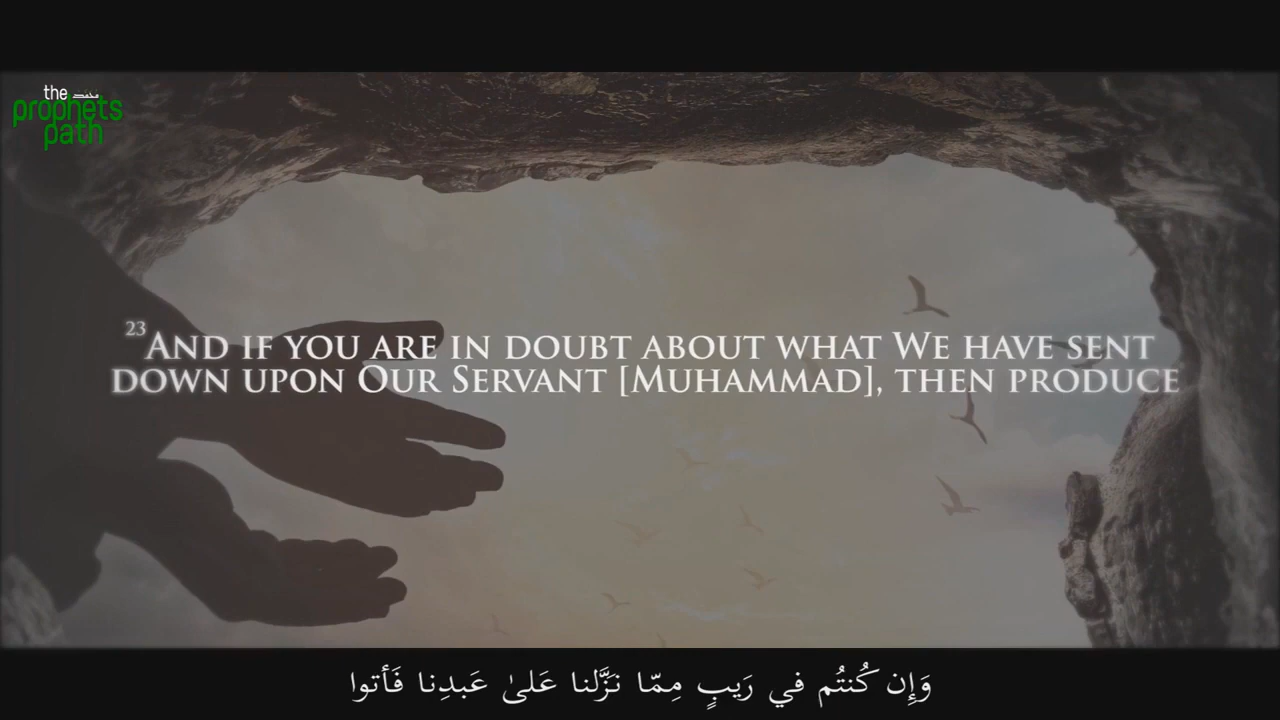 the محمد
prophets
path
23 And if you are in doubt about what We have sent
down upon Our Servant [Muhammad], then produce
وَإِن كُنتُم في رَيبٍ مِمّا نَزَّلنا عَلىٰ عَبدِنا فَأتوا